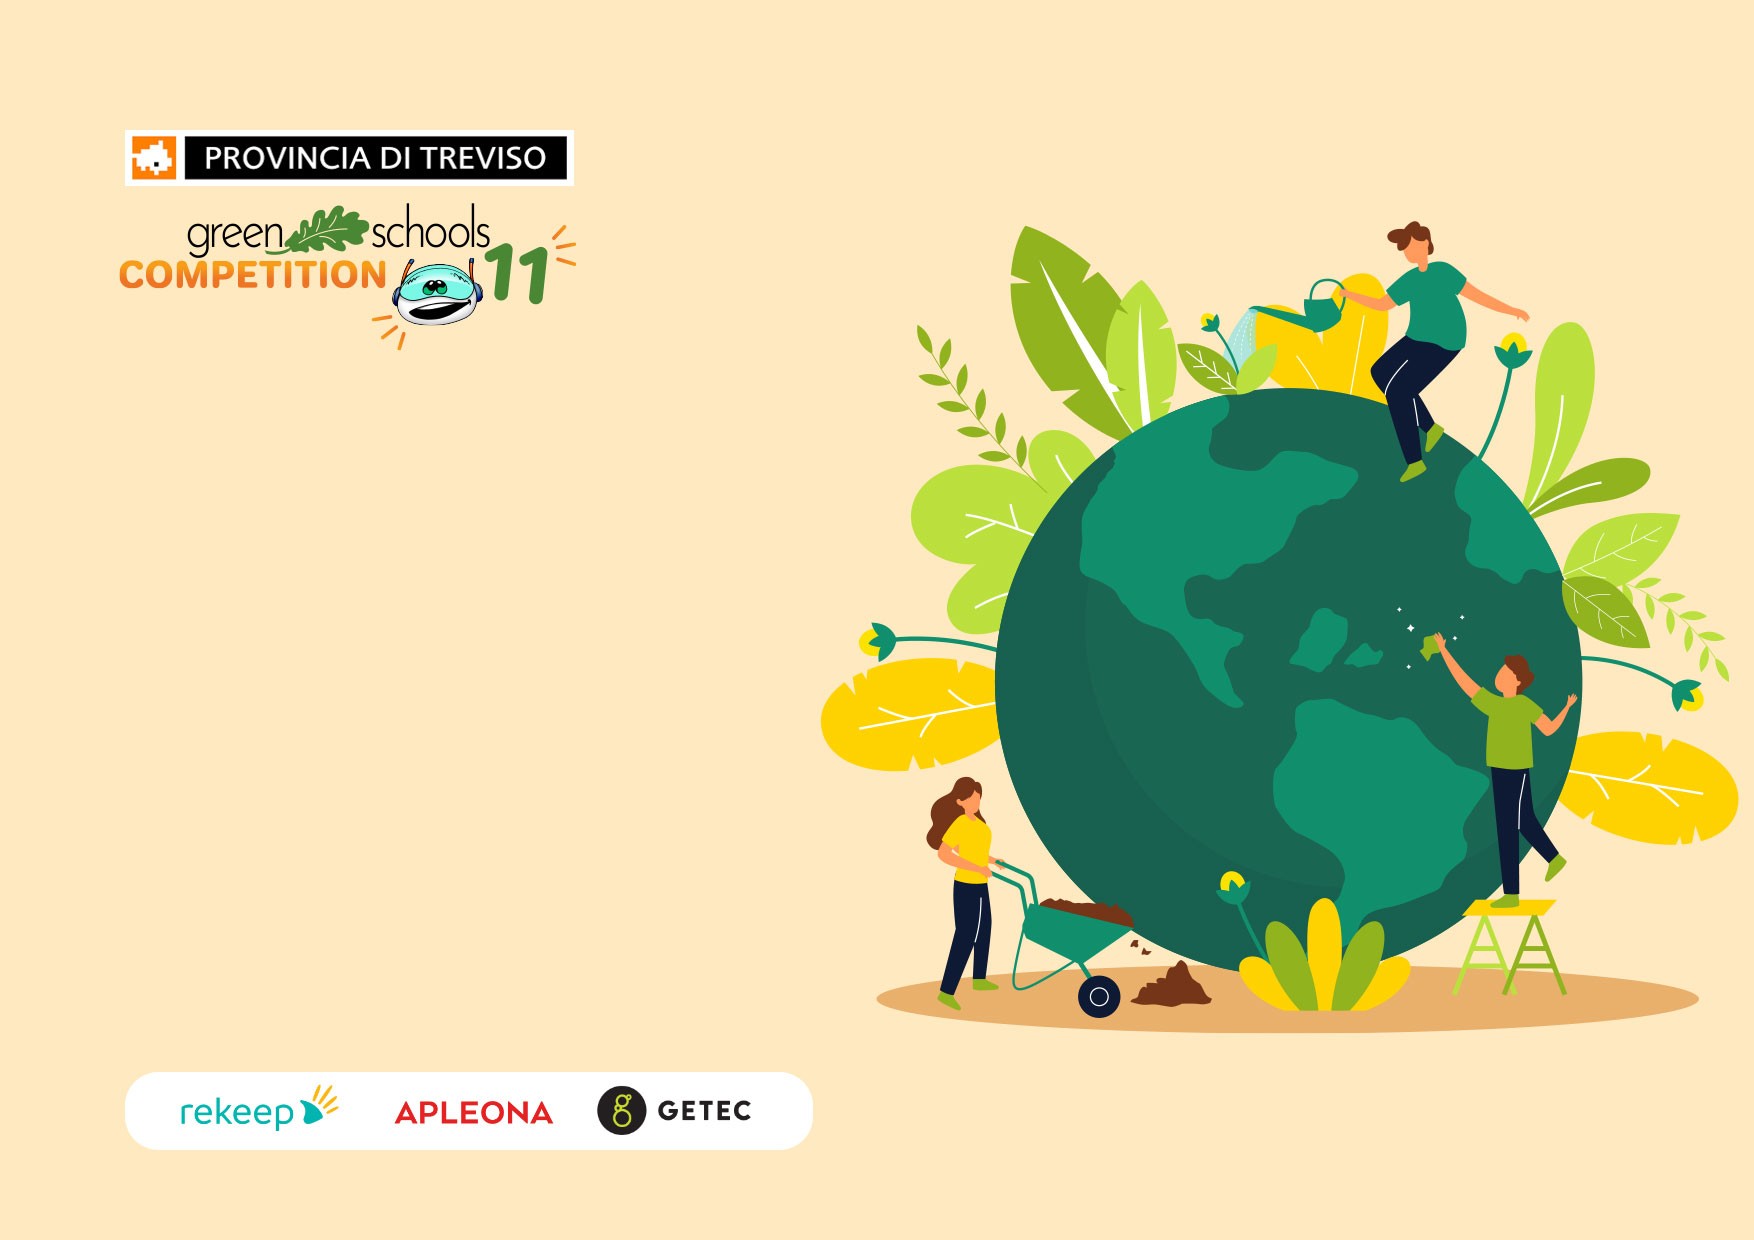 PROVINCIA DI TREVISO
green schools
COMPETITION 11
rekeep
APLEONA
g GETEC